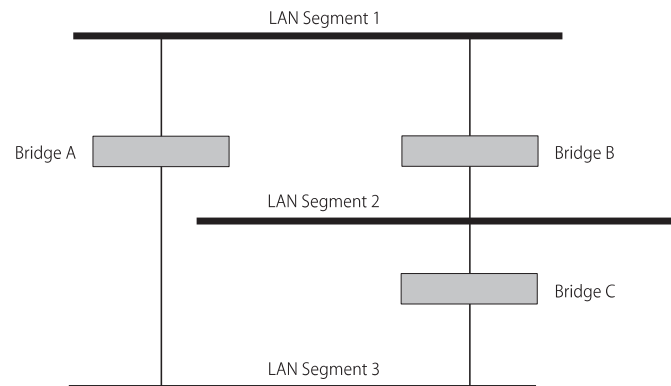 LAN Segment 1
Bridge A
Bridge B
LAN Segment 2
Bridge C
LAN Segment 3